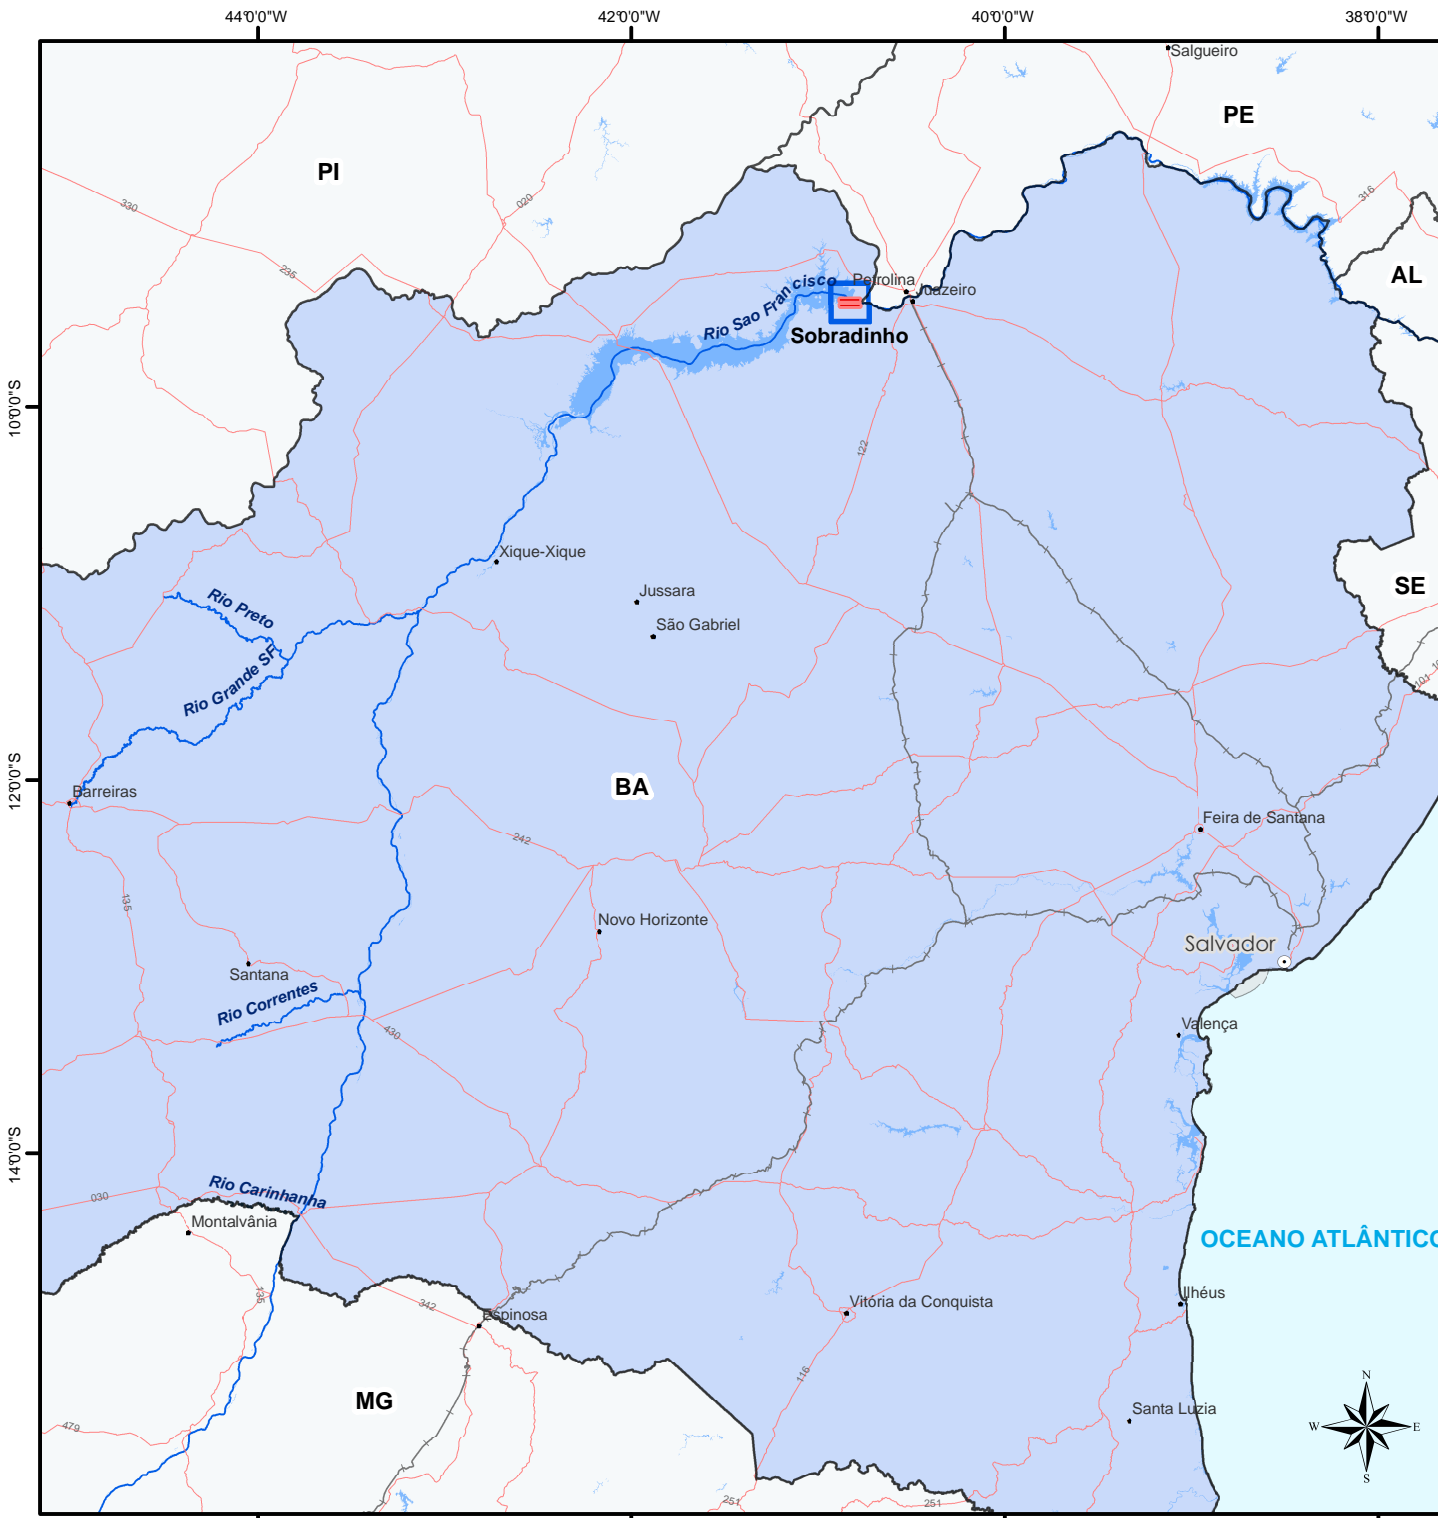 44°0'0"W
42°0'0"W
40°0'0"W
38°0'0"W
Salgueiro
PE
PI
330
020
316
235
AL
Petrolina
Juazeiro
Rio Sao Francisco
Sobradinho
10°0'0"S
122
Xique-Xique
Jussara
São Gabriel
SE
Rio Preto
Rio Grande SF
101
12°0'0"S
Barreiras
BA
Feira de Santana
242
135
Novo Horizonte
Salvador
Santana
Rio Correntes
430
Valença
14°0'0"S
Rio Carinhanha
030
Montalvânia
OCEANO ATLÂNTICO
135
342
Espinosa
Vitória da Conquista
Ilhéus
116
MG
479
Santa Luzia
N
W
E
S
251
251